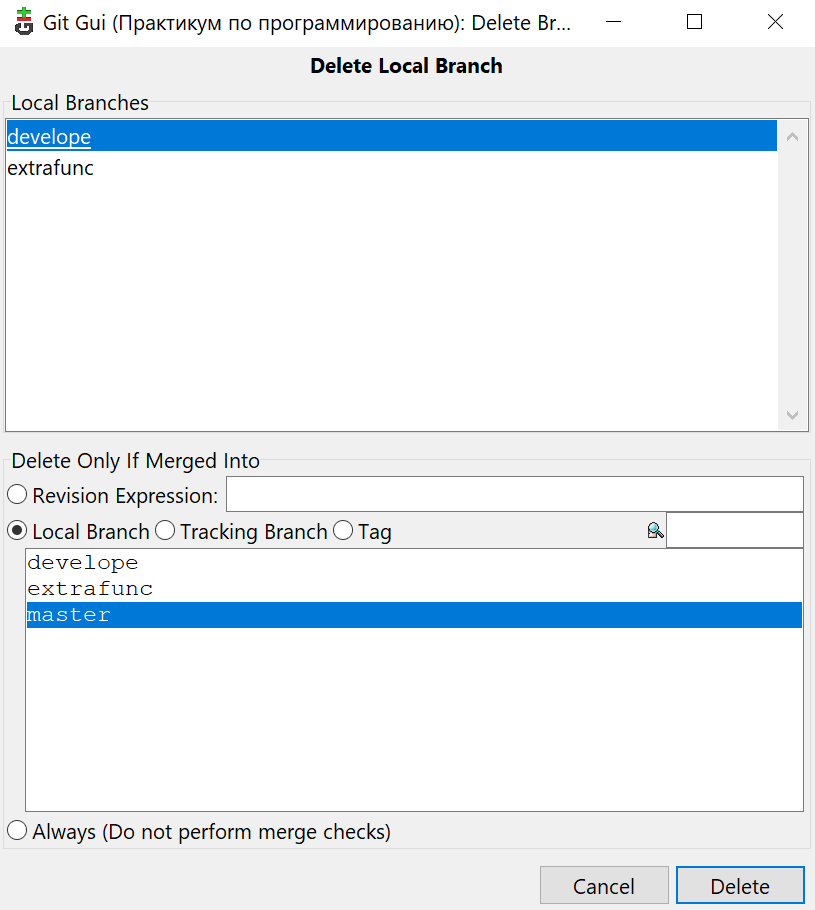 Git Gui (Практикум по программированию): Delete Br...
Delete Local Branch
Local Branches
develope
extrafunc
Delete Only If Merged Into
Revision Expression:
Local Branch Tracking Branch Tag
develope
extrafunc
master
Always (Do not perform merge checks)
Cancel Delete